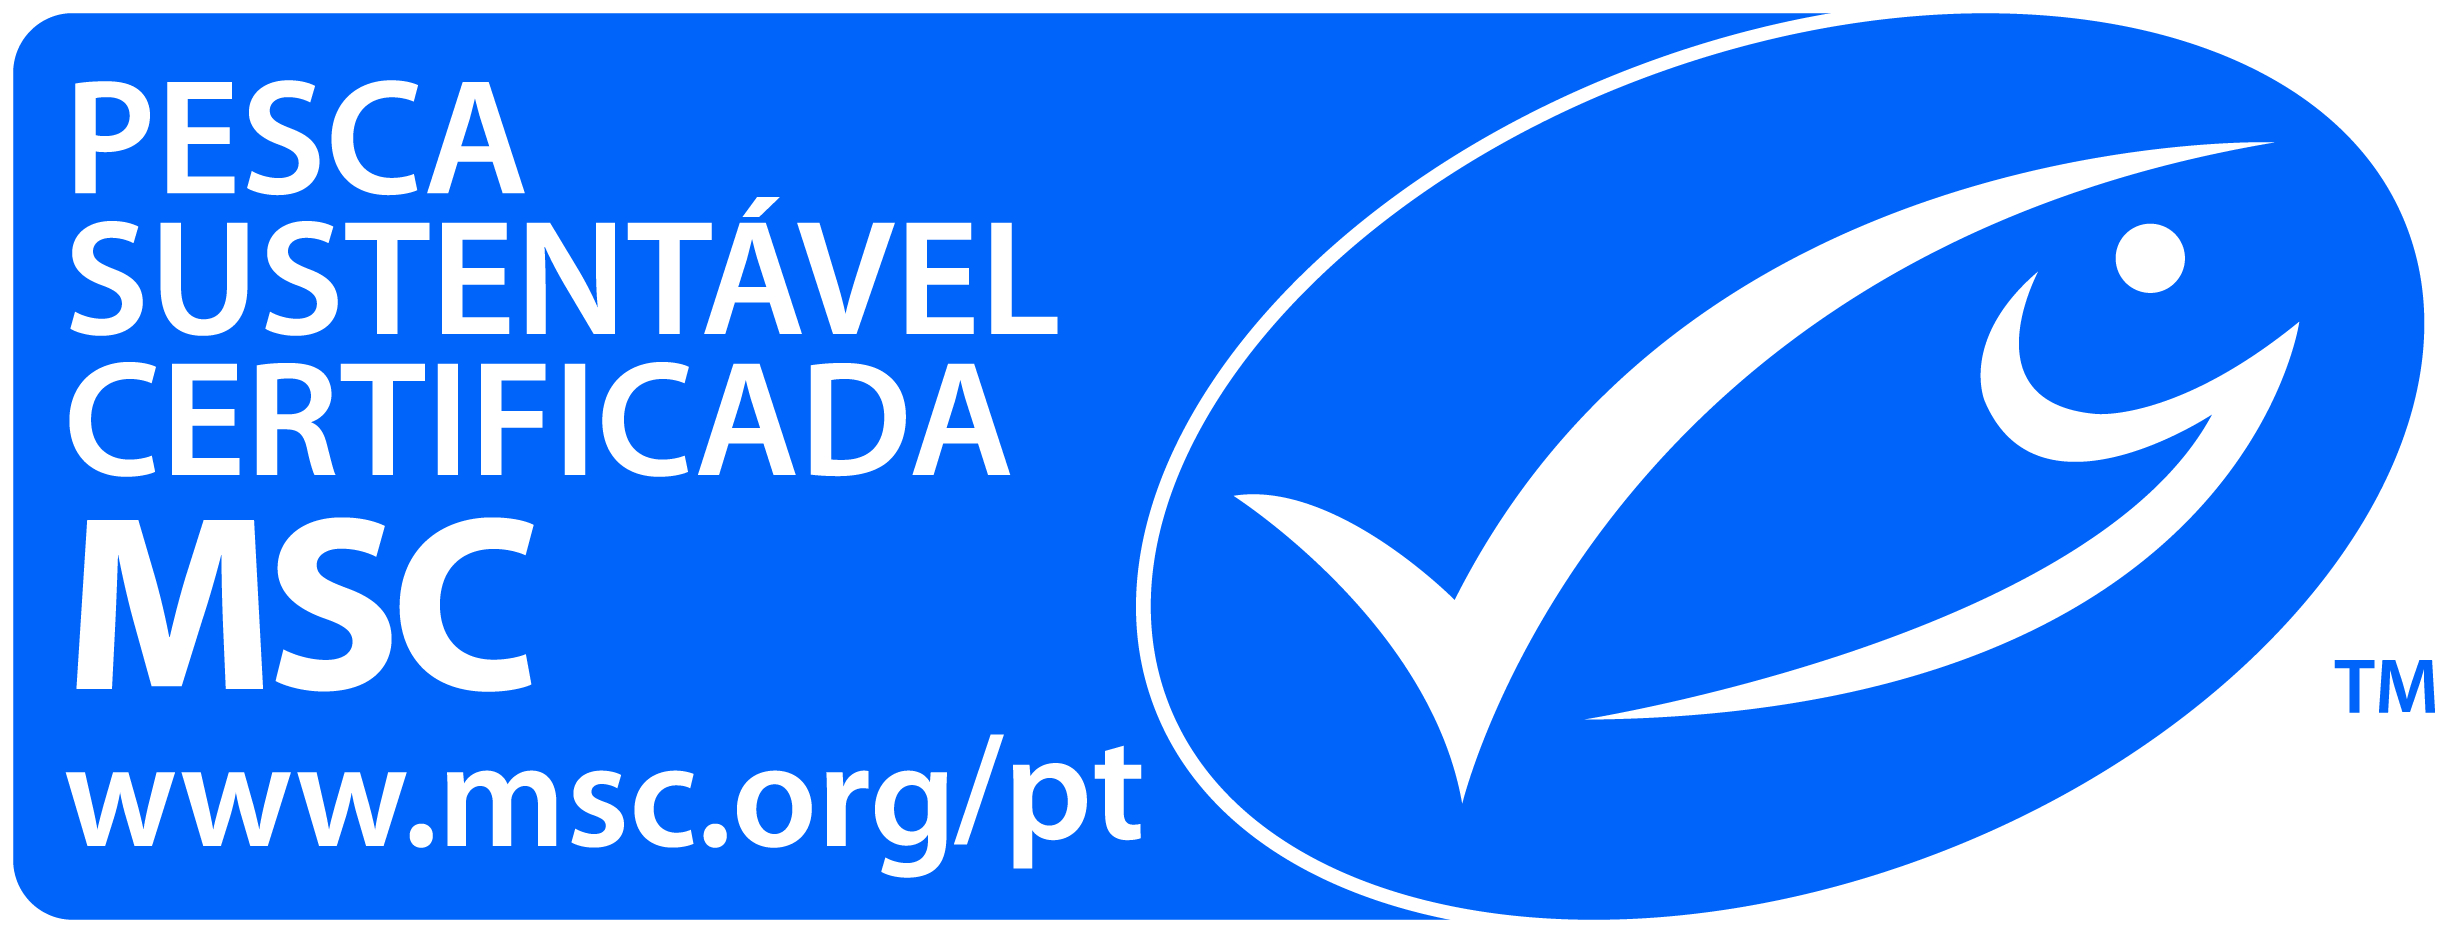 PESCA
SUSTENTÁVEL
CERTIFICADA
MSC
www.msc.org/pt
TM